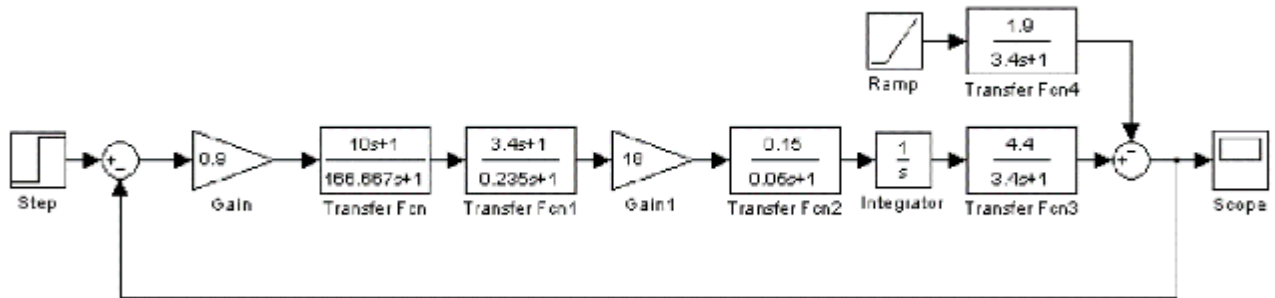 1.9
3.4s+1
Ramp
Transfer Fcn4
+
−
−
+
Step
0.9
Gain
10s+1
166.667s+1
Transfer Fcn
3.4s+1
0.235s+1
Transfer Fcn1
18
Gain1
0.15
0.06s+1
Transfer Fcn2
1
s
Integrator
4.4
3.4s+1
Transfer Fcn3
Scope